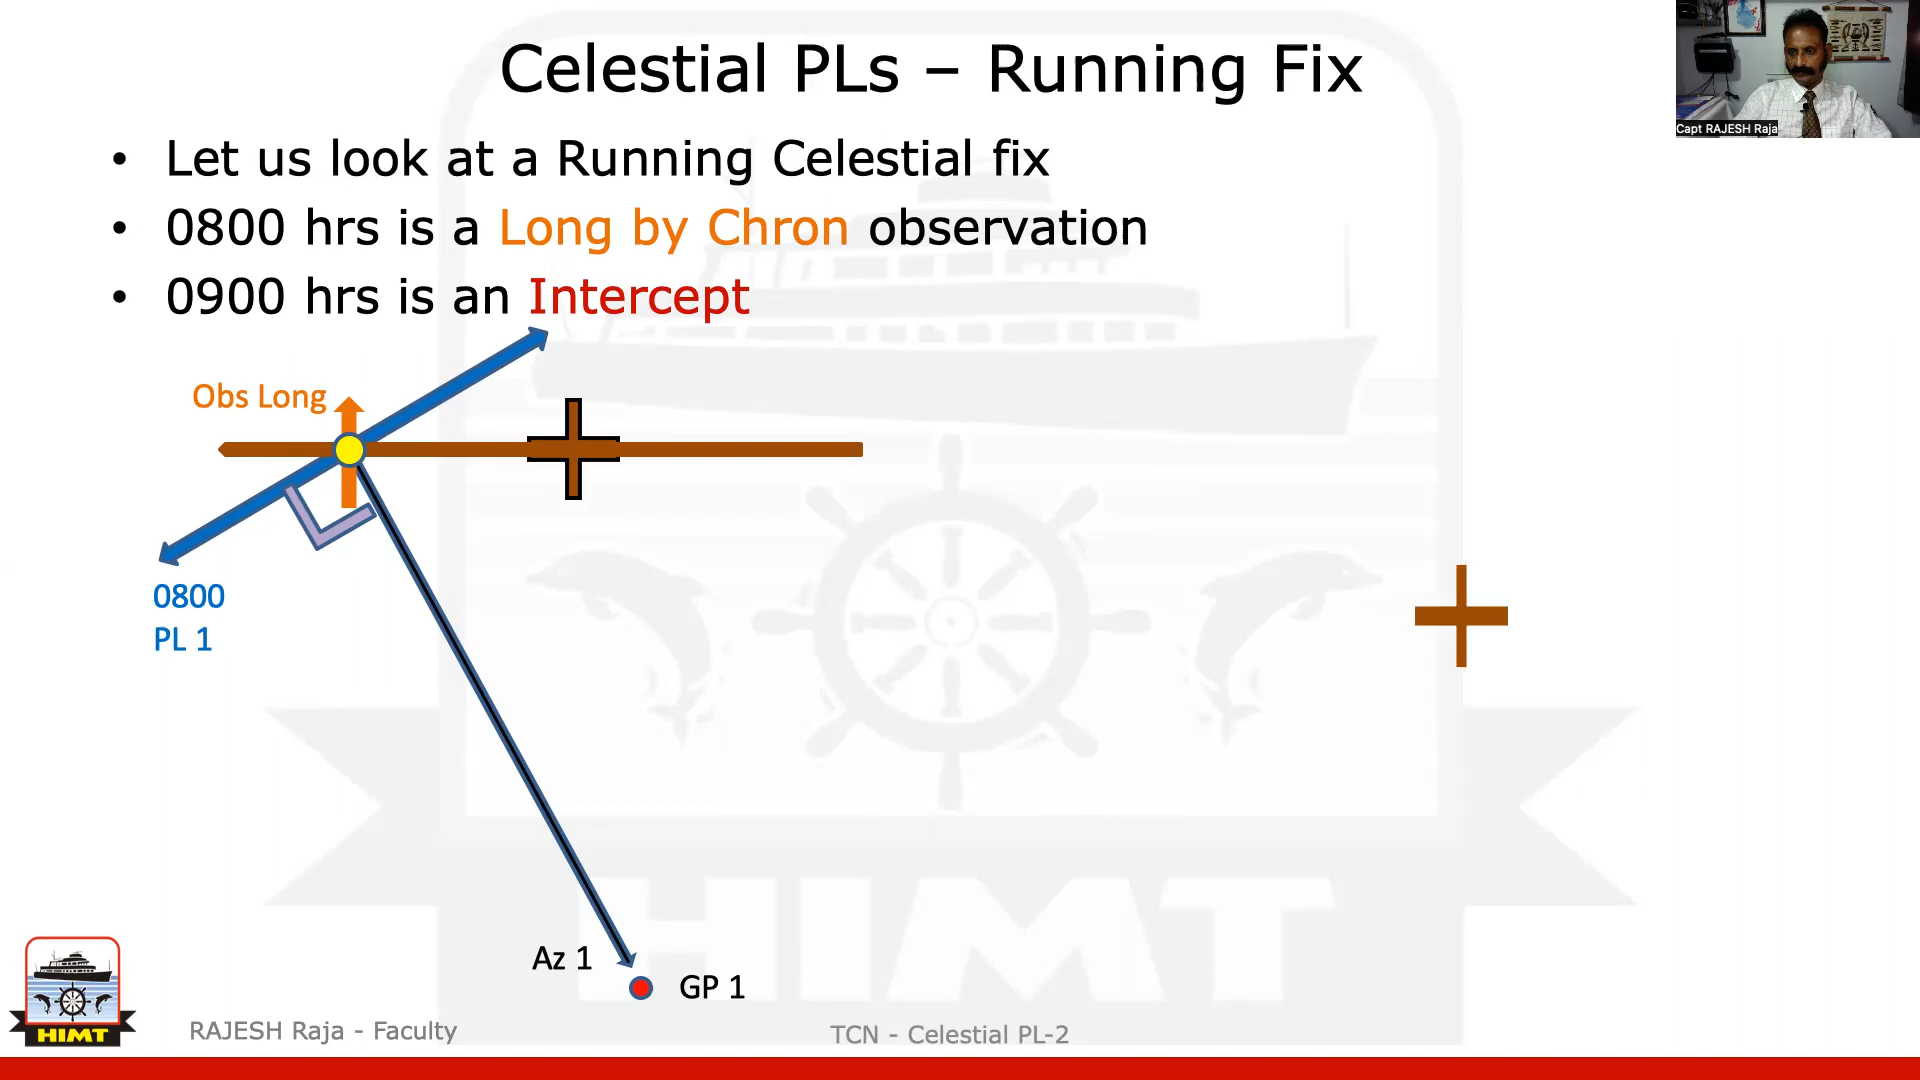 Celestial PLs – Running Fix
Capt RAJESH Raja
• Let us look at a Running Celestial fix
• 0800 hrs is a Long by Chron observation
• 0900 hrs is an Intercept
Obs Long
0800
PL 1
Az 1
GP 1
HIMT
HIMT
RAJESH Raja - Faculty
TCN - Celestial PL-2